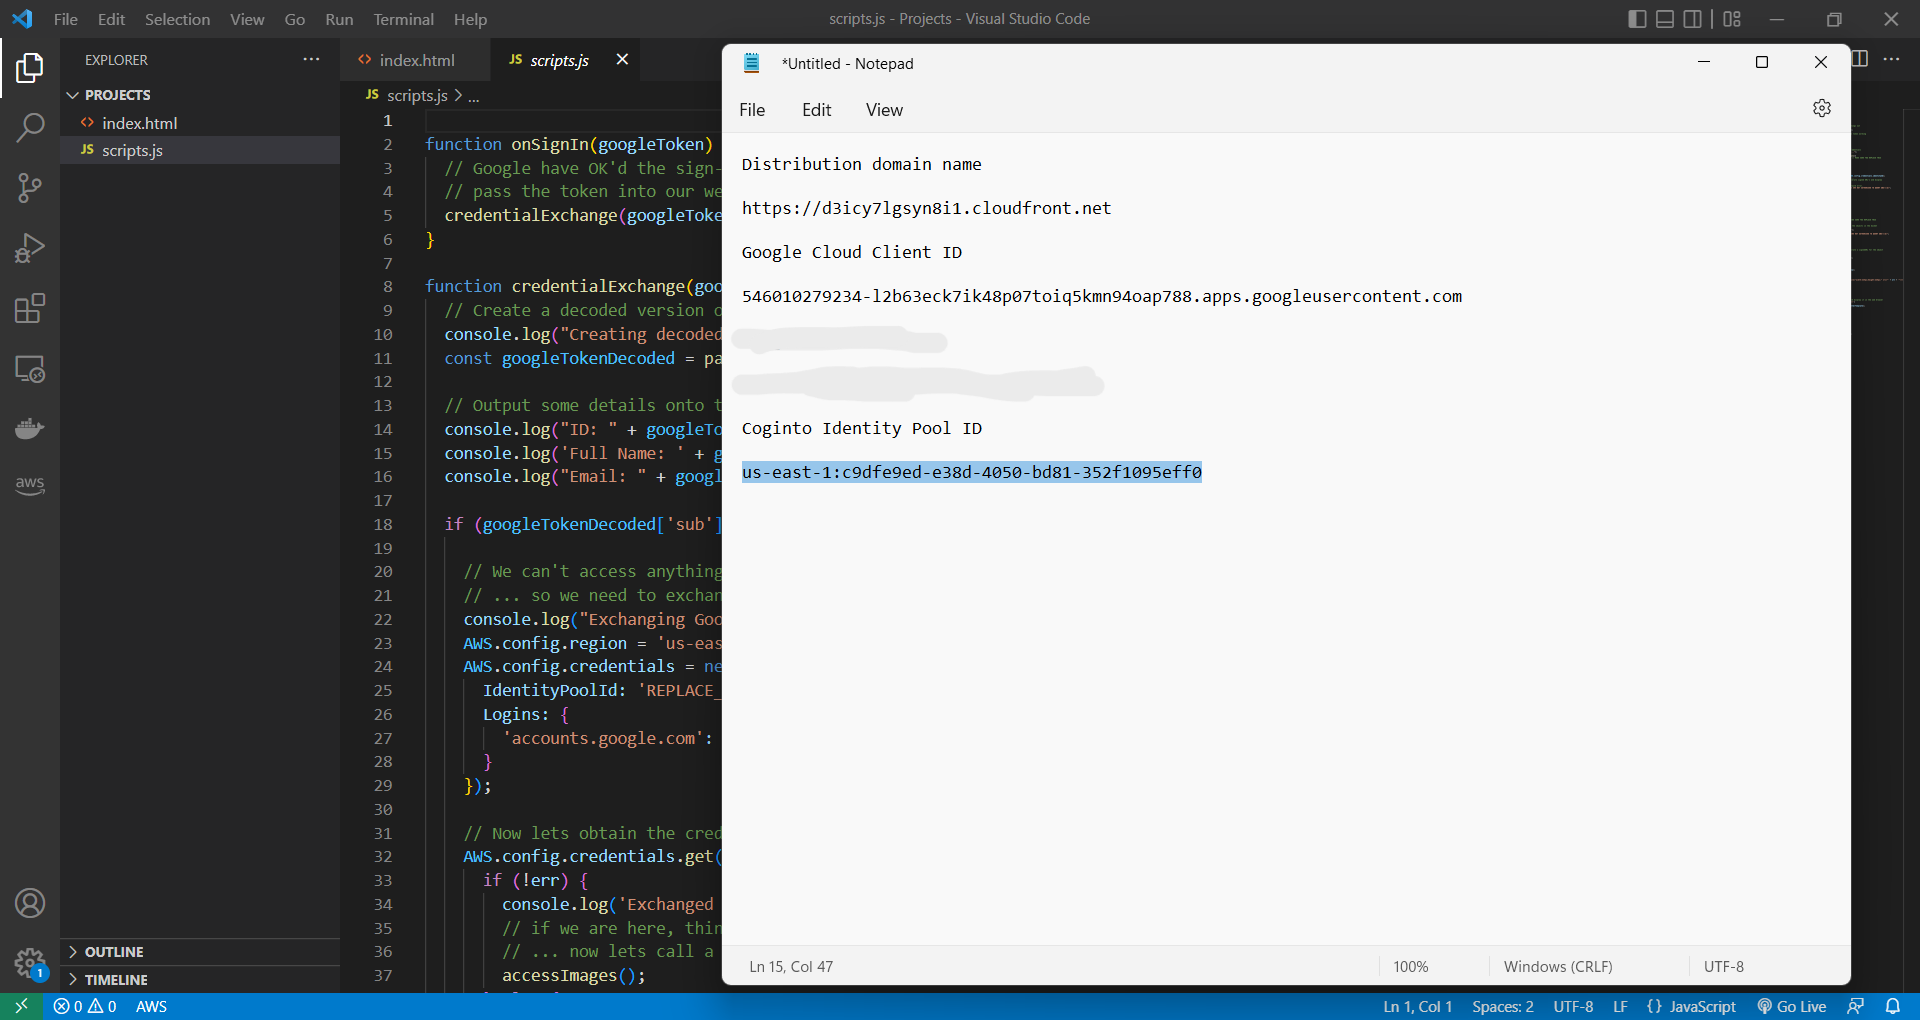 File Edit Selection View Go Run Terminal Help
scripts.js - Projects - Visual Studio Code
EXPLORER
PROJECTS
index.html
JS scripts.js
OUTLINE
TIMELINE
aws
1
index.html
JS scripts.js
JS scripts.js > ...
1
2 function onSignIn(googleToken)
3 // Google have OK'd the sign-
4 // pass the token into our we
5 credentialExchange(googleToke
6 }
7
8 function credentialExchange(goo
9 // Create a decoded version o
10 console.log("Creating decoded
11 const googleTokenDecoded = pa
12
13 // Output some details onto t
14 console.log("ID: " + googleTo
15 console.log('Full Name: ' + g
16 console.log("Email: " + googl
17
18 if (googleTokenDecoded['sub']
19
20 // We can't access anything
21 // ... so we need to exchan
22 console.log("Exchanging Goo
23 AWS.config.region = 'us-eas
24 AWS.config.credentials = ne
25 IdentityPoolId: 'REPLACE_
26 Logins: {
27 'accounts.google.com':
28 }
29 });
30
31 // Now lets obtain the cred
32 AWS.config.credentials.get(
33 if (!err) {
34 console.log('Exchanged
35 // if we are here, thin
36 // ... now lets call a
37 accessImages();
*Untitled - Notepad
File Edit View
Distribution domain name
https://d3icy7lgsyn8i1.cloudfront.net
Google Cloud Client ID
546010279234-l2b63eck7ik48p07toiq5kmn94oap788.apps.googleusercontent.com
Coginto Identity Pool ID
us-east-1:c9dfe9ed-e38d-4050-bd81-352f1095eff0
Ln 15, Col 47
100%
Windows (CRLF)
UTF-8
0 0 AWS
Ln 1, Col 1 Spaces: 2 UTF-8 LF {} JavaScript Go Live